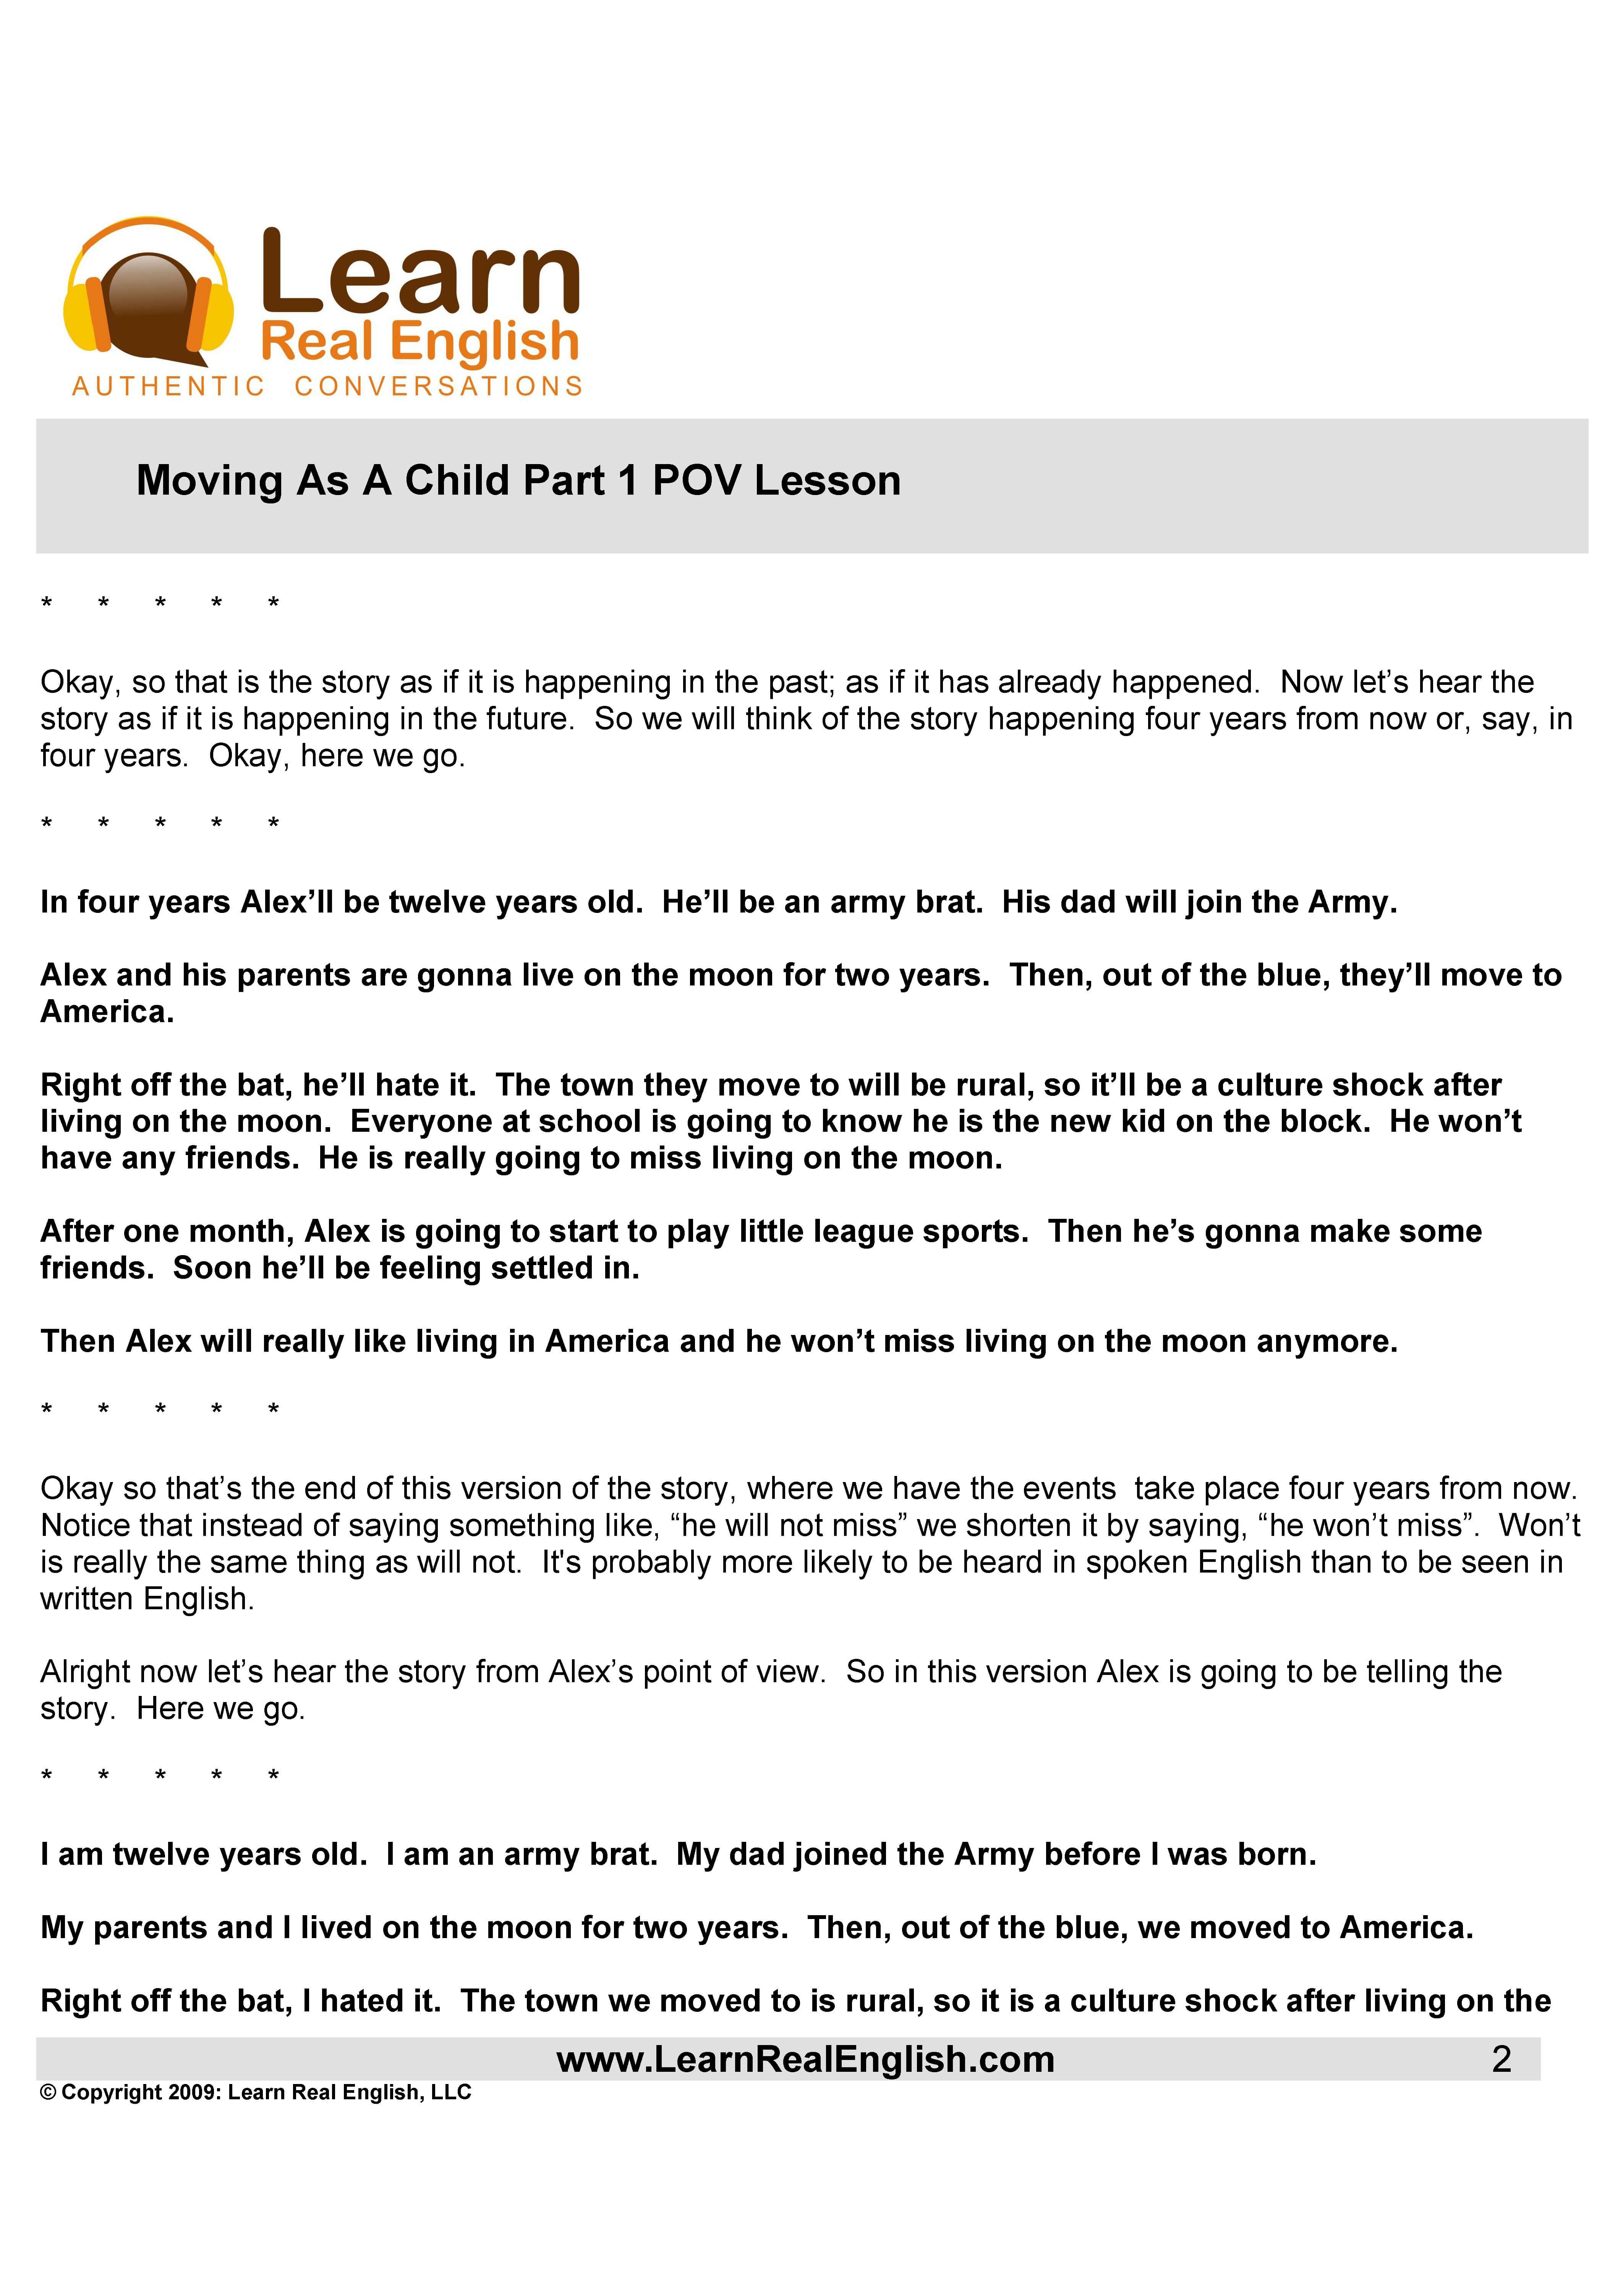 Learn
Real English
AUTHENTIC CONVERSATIONS
Moving As A Child Part 1 POV Lesson
* * * * *
Okay, so that is the story as if it is happening in the past; as if it has already happened.  Now let’s hear the
story as if it is happening in the future.  So we will think of the story happening four years from now or, say, in
four years.  Okay, here we go.
* * * * *
In four years Alex’ll be twelve years old.  He’ll be an army brat.  His dad will join the Army.
Alex and his parents are gonna live on the moon for two years.  Then, out of the blue, they’ll move to
America.
Right off the bat, he’ll hate it.  The town they move to will be rural, so it’ll be a culture shock after
living on the moon.  Everyone at school is going to know he is the new kid on the block.  He won’t
have any friends.  He is really going to miss living on the moon.
After one month, Alex is going to start to play little league sports.  Then he’s gonna make some
friends.  Soon he’ll be feeling settled in.
Then Alex will really like living in America and he won’t miss living on the moon anymore.
* * * * *
Okay so that’s the end of this version of the story, where we have the events  take place four years from now.
Notice that instead of saying something like, “he will not miss” we shorten it by saying, “he won’t miss”.  Won’t
is really the same thing as will not.  It's probably more likely to be heard in spoken English than to be seen in
written English.
Alright now let’s hear the story from Alex’s point of view.  So in this version Alex is going to be telling the
story.  Here we go.
* * * * *
I am twelve years old.  I am an army brat.  My dad joined the Army before I was born.
My parents and I lived on the moon for two years.  Then, out of the blue, we moved to America.
Right off the bat, I hated it.  The town we moved to is rural, so it is a culture shock after living on the
www.LearnRealEnglish.com 2
© Copyright 2009: Learn Real English, LLC